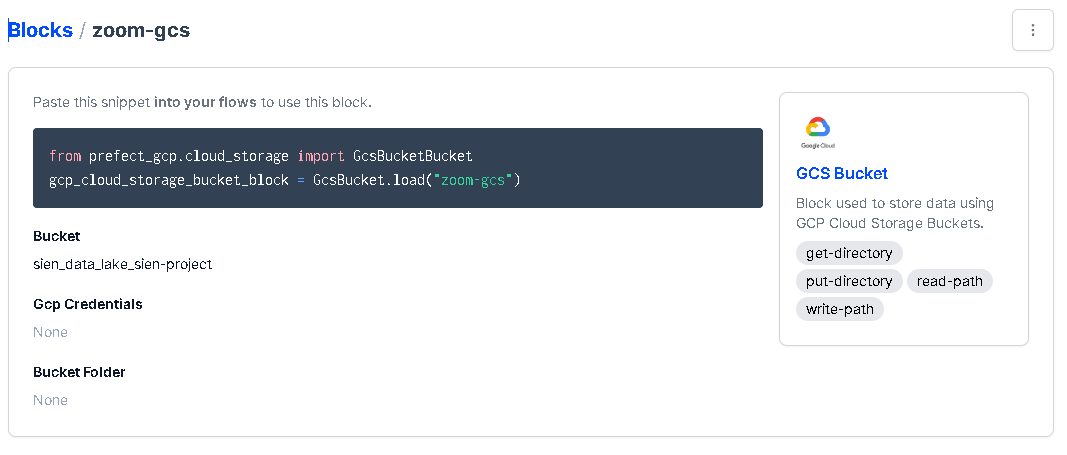 Blocks / zoom-gcs
Paste this snippet into your flows to use this block.
from prefect_gcp.cloud_storage import GcsBucketBucket
gcp_cloud_storage_bucket_block = GcsBucket.load("zoom-gcs")
Bucket
sien_data_lake_sien-project
Gcp Credentials
None
Bucket Folder
None
Google Cloud
GCS Bucket
Block used to store data using
GCP Cloud Storage Buckets.
get-directory
put-directory read-path
write-path